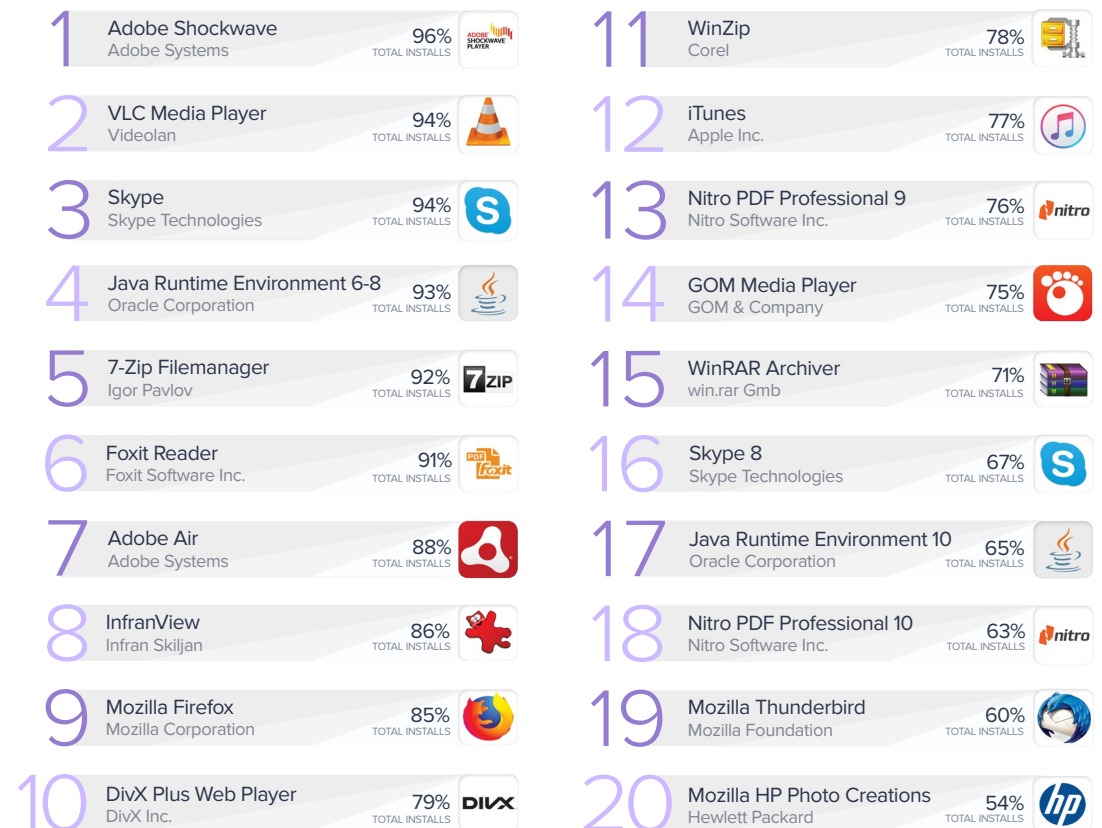 1
Adobe Shockwave
Adobe Systems
96%
TOTAL INSTALLS
ADOBE
SHOCKWAVE
PLAYER
2
VLC Media Player
Videolan
94%
TOTAL INSTALLS
3
Skype
Skype Technologies
94%
TOTAL INSTALLS
S
4
Java Runtime Environment 6-8
Oracle Corporation
93%
TOTAL INSTALLS
5
7-Zip Filemanager
Igor Pavlov
92%
TOTAL INSTALLS
7 ZIP
6
Foxit Reader
Foxit Software Inc.
91%
TOTAL INSTALLS
PDF
foxit
7
Adobe Air
Adobe Systems
88%
TOTAL INSTALLS
8
InfranView
Infran Skiljan
86%
TOTAL INSTALLS
9
Mozilla Firefox
Mozilla Corporation
85%
TOTAL INSTALLS
10
DivX Plus Web Player
DivX Inc.
79%
TOTAL INSTALLS
DIVX
11
WinZip
Corel
78%
TOTAL INSTALLS
12
iTunes
Apple Inc.
77%
TOTAL INSTALLS
13
Nitro PDF Professional 9
Nitro Software Inc.
76%
TOTAL INSTALLS
nitro
14
GOM Media Player
GOM & Company
75%
TOTAL INSTALLS
15
WinRAR Archiver
win.rar Gmb
71%
TOTAL INSTALLS
16
Skype 8
Skype Technologies
67%
TOTAL INSTALLS
S
17
Java Runtime Environment 10
Oracle Corporation
65%
TOTAL INSTALLS
18
Nitro PDF Professional 10
Nitro Software Inc.
63%
TOTAL INSTALLS
nitro
19
Mozilla Thunderbird
Mozilla Foundation
60%
TOTAL INSTALLS
20
Mozilla HP Photo Creations
Hewlett Packard
54%
TOTAL INSTALLS
hp